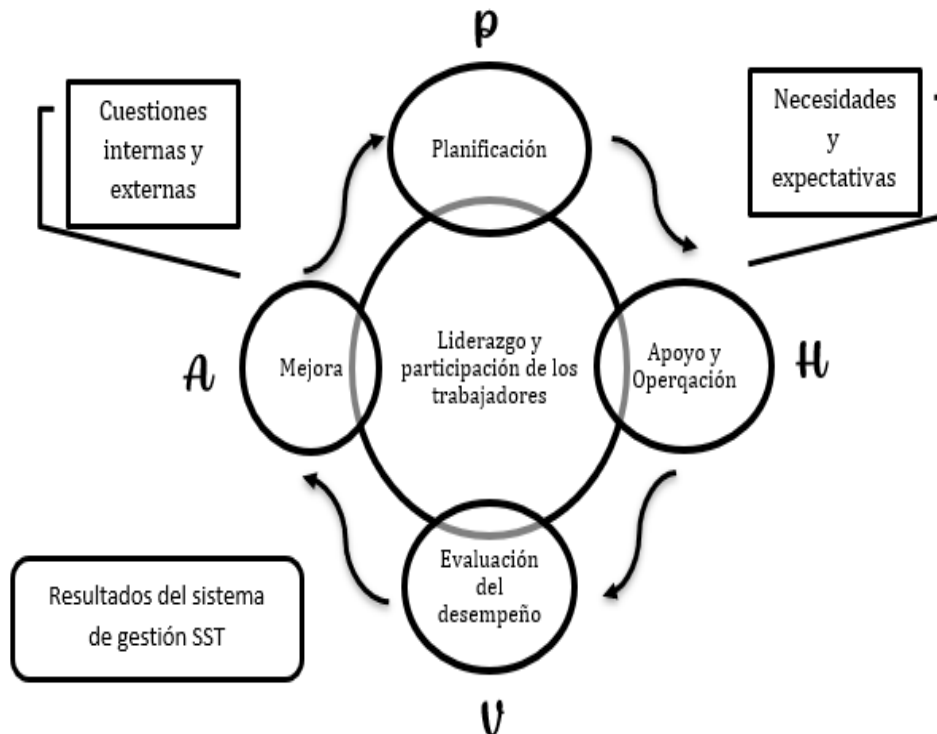 P
Cuestiones
internas y
externas
Necesidades
y
expectativas
Planificación
A
Mejora
Liderazgo y
participación de los
trabajadores
Apoyo y
Operqación
H
Evaluación
del
desempeño
Resultados del sistema
de gestión SST
V